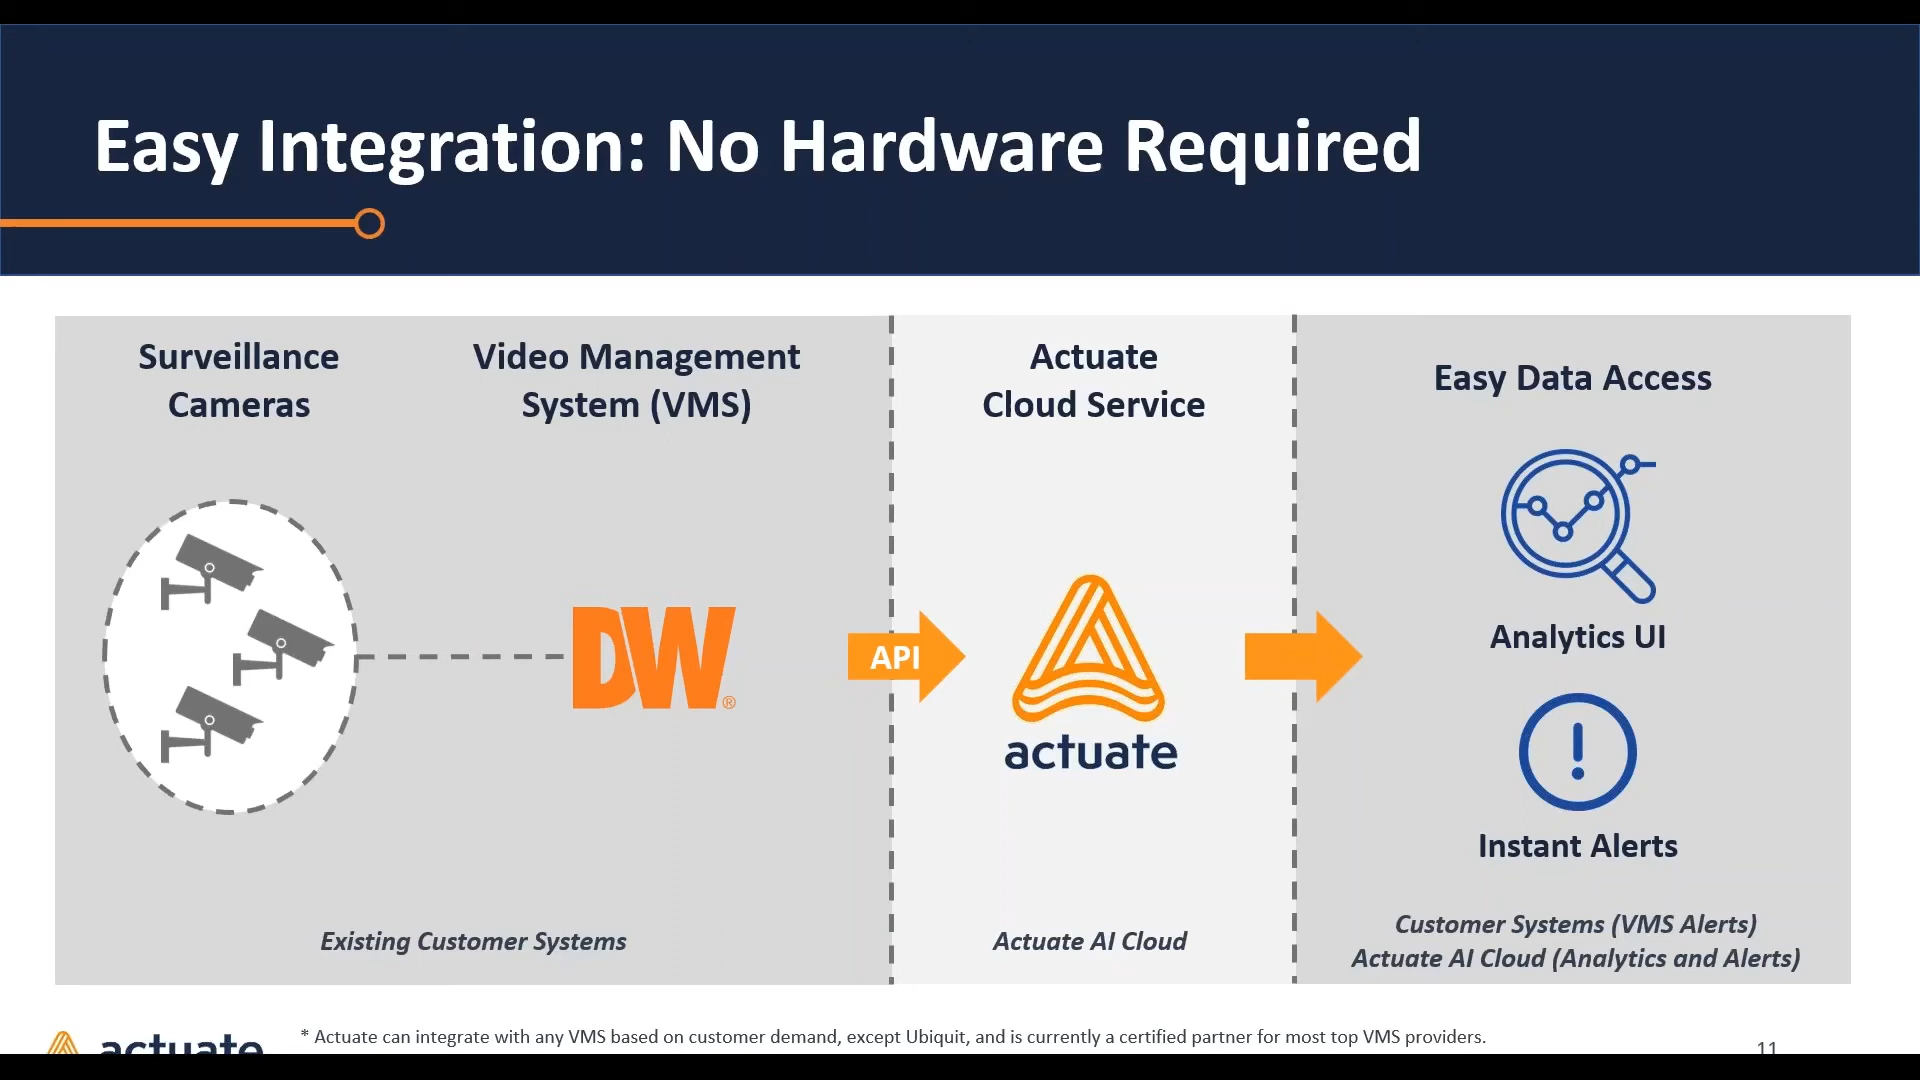 Easy Integration: No Hardware Required
Surveillance
Cameras
Video Management
System (VMS)
DW®
Existing Customer Systems
API
Actuate
Cloud Service
actuate
Actuate AI Cloud
Easy Data Access
Analytics UI
Instant Alerts
Customer Systems (VMS Alerts)
Actuate AI Cloud (Analytics and Alerts)
actuate
* Actuate can integrate with any VMS based on customer demand, except Ubiquit, and is currently a certified partner for most top VMS providers.
11